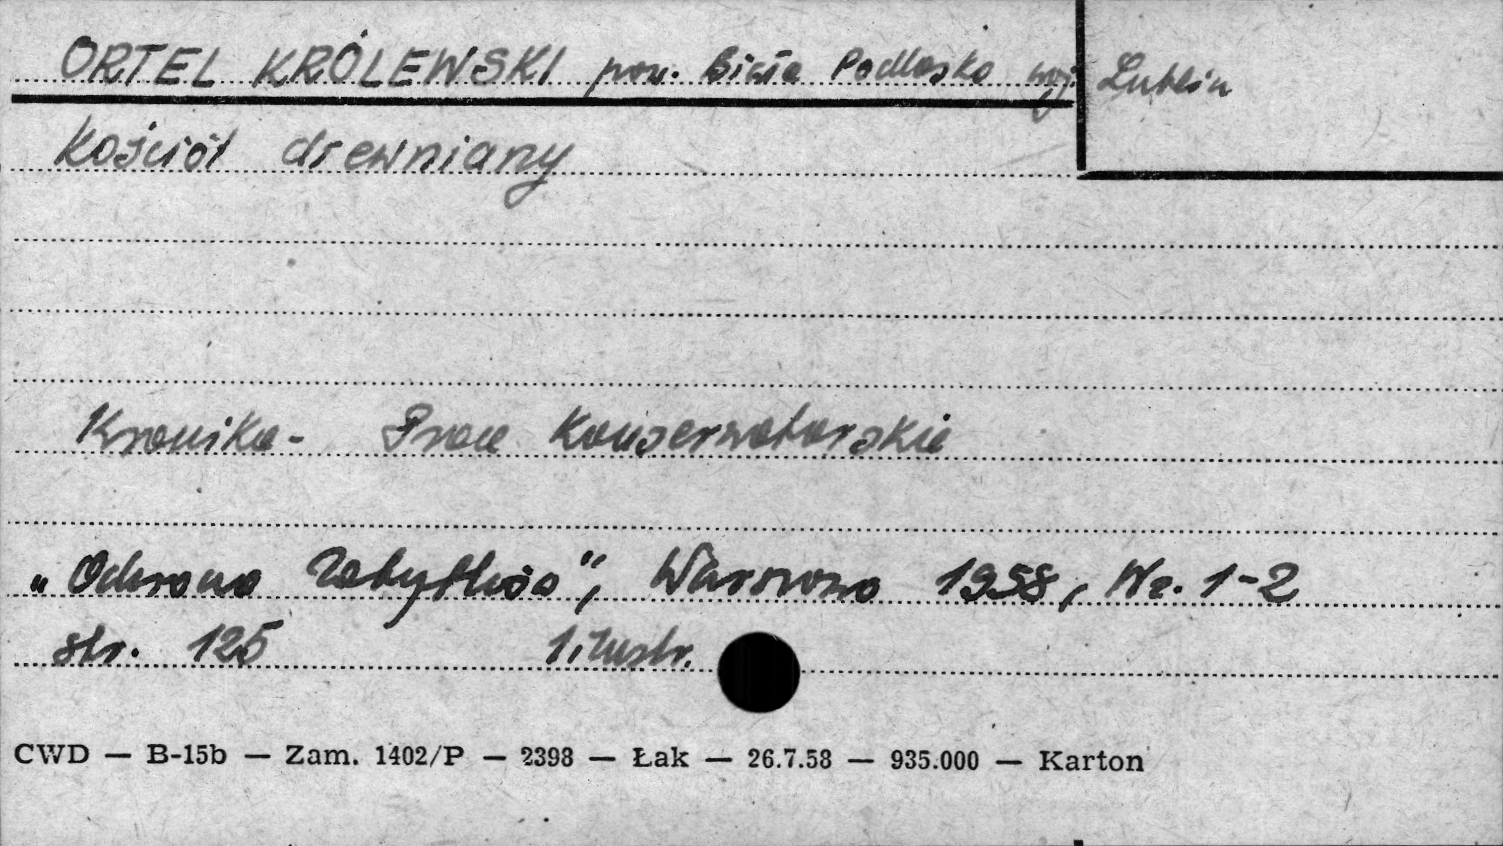 ORTEL KRÓLEWSKI pow. Biała Podlaska woj. Lublin
Kościół drewniany
Kronika - Prace Konserwatorskie
„Ochrona Zabytków", Warszawa 1958, Nr. 1-2
str. 125 1 ilustr.
CWD — B-15b — Zam. 1402/P — 2398 — Łak — 26.7.58 — 935.000 — Karton